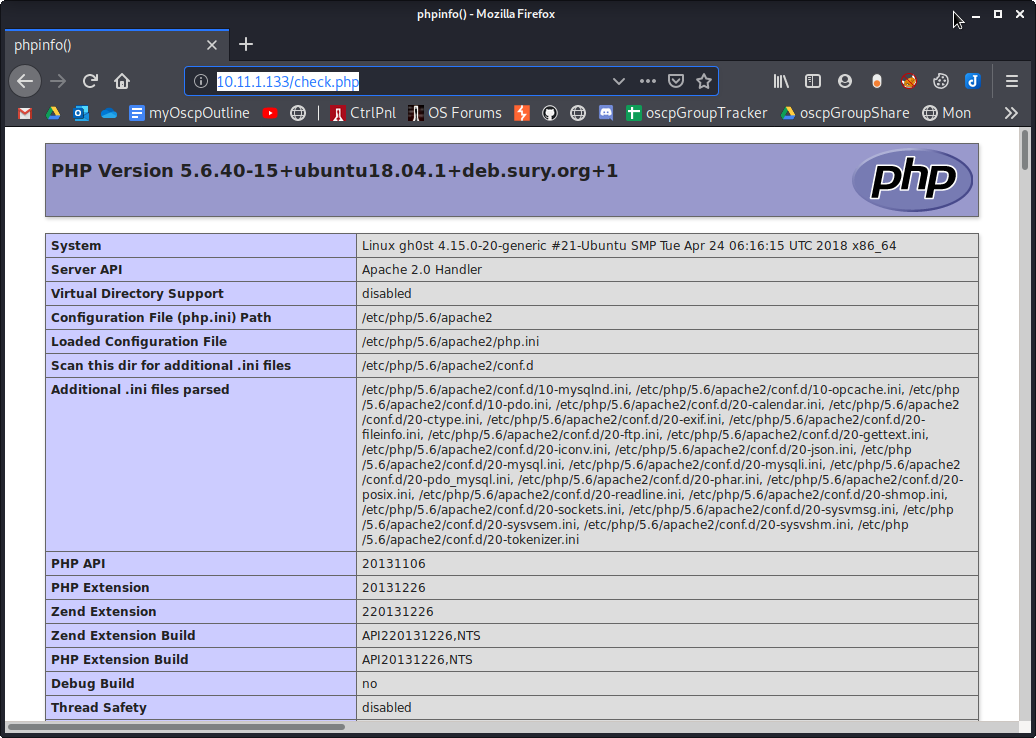 phpinfo() - Mozilla Firefox
phpinfo()
10.11.1.133/check.php
myOscpOutline
CtrlPnl
OS Forums
oscpGroupTracker
oscpGroupShare
Mon
PHP Version 5.6.40-15+ubuntu18.04.1+deb.sury.org+1
php
System Linux gh0st 4.15.0-20-generic #21-Ubuntu SMP Tue Apr 24 06:16:15 UTC 2018 x86_64
Server API Apache 2.0 Handler
Virtual Directory Support disabled
Configuration File (php.ini) Path /etc/php/5.6/apache2
Loaded Configuration File /etc/php/5.6/apache2/php.ini
Scan this dir for additional .ini files /etc/php/5.6/apache2/conf.d
Additional .ini files parsed /etc/php/5.6/apache2/conf.d/10-mysqlnd.ini, /etc/php/5.6/apache2/conf.d/10-opcache.ini, /etc/php
/5.6/apache2/conf.d/10-pdo.ini, /etc/php/5.6/apache2/conf.d/20-calendar.ini, /etc/php/5.6/apache2
/conf.d/20-ctype.ini, /etc/php/5.6/apache2/conf.d/20-exif.ini, /etc/php/5.6/apache2/conf.d/20-
fileinfo.ini, /etc/php/5.6/apache2/conf.d/20-ftp.ini, /etc/php/5.6/apache2/conf.d/20-gettext.ini,
/etc/php/5.6/apache2/conf.d/20-iconv.ini, /etc/php/5.6/apache2/conf.d/20-json.ini, /etc/php
/5.6/apache2/conf.d/20-mysql.ini, /etc/php/5.6/apache2/conf.d/20-mysqli.ini, /etc/php/5.6/apache2
/conf.d/20-pdo_mysql.ini, /etc/php/5.6/apache2/conf.d/20-phar.ini, /etc/php/5.6/apache2/conf.d/20-
posix.ini, /etc/php/5.6/apache2/conf.d/20-readline.ini, /etc/php/5.6/apache2/conf.d/20-shmop.ini,
/etc/php/5.6/apache2/conf.d/20-sockets.ini, /etc/php/5.6/apache2/conf.d/20-sysvmsg.ini, /etc/php
/5.6/apache2/conf.d/20-sysvsem.ini, /etc/php/5.6/apache2/conf.d/20-sysvshm.ini, /etc/php
/5.6/apache2/conf.d/20-tokenizer.ini
PHP API 20131106
PHP Extension 20131226
Zend Extension 220131226
Zend Extension Build API220131226,NTS
PHP Extension Build API20131226,NTS
Debug Build no
Thread Safety disabled